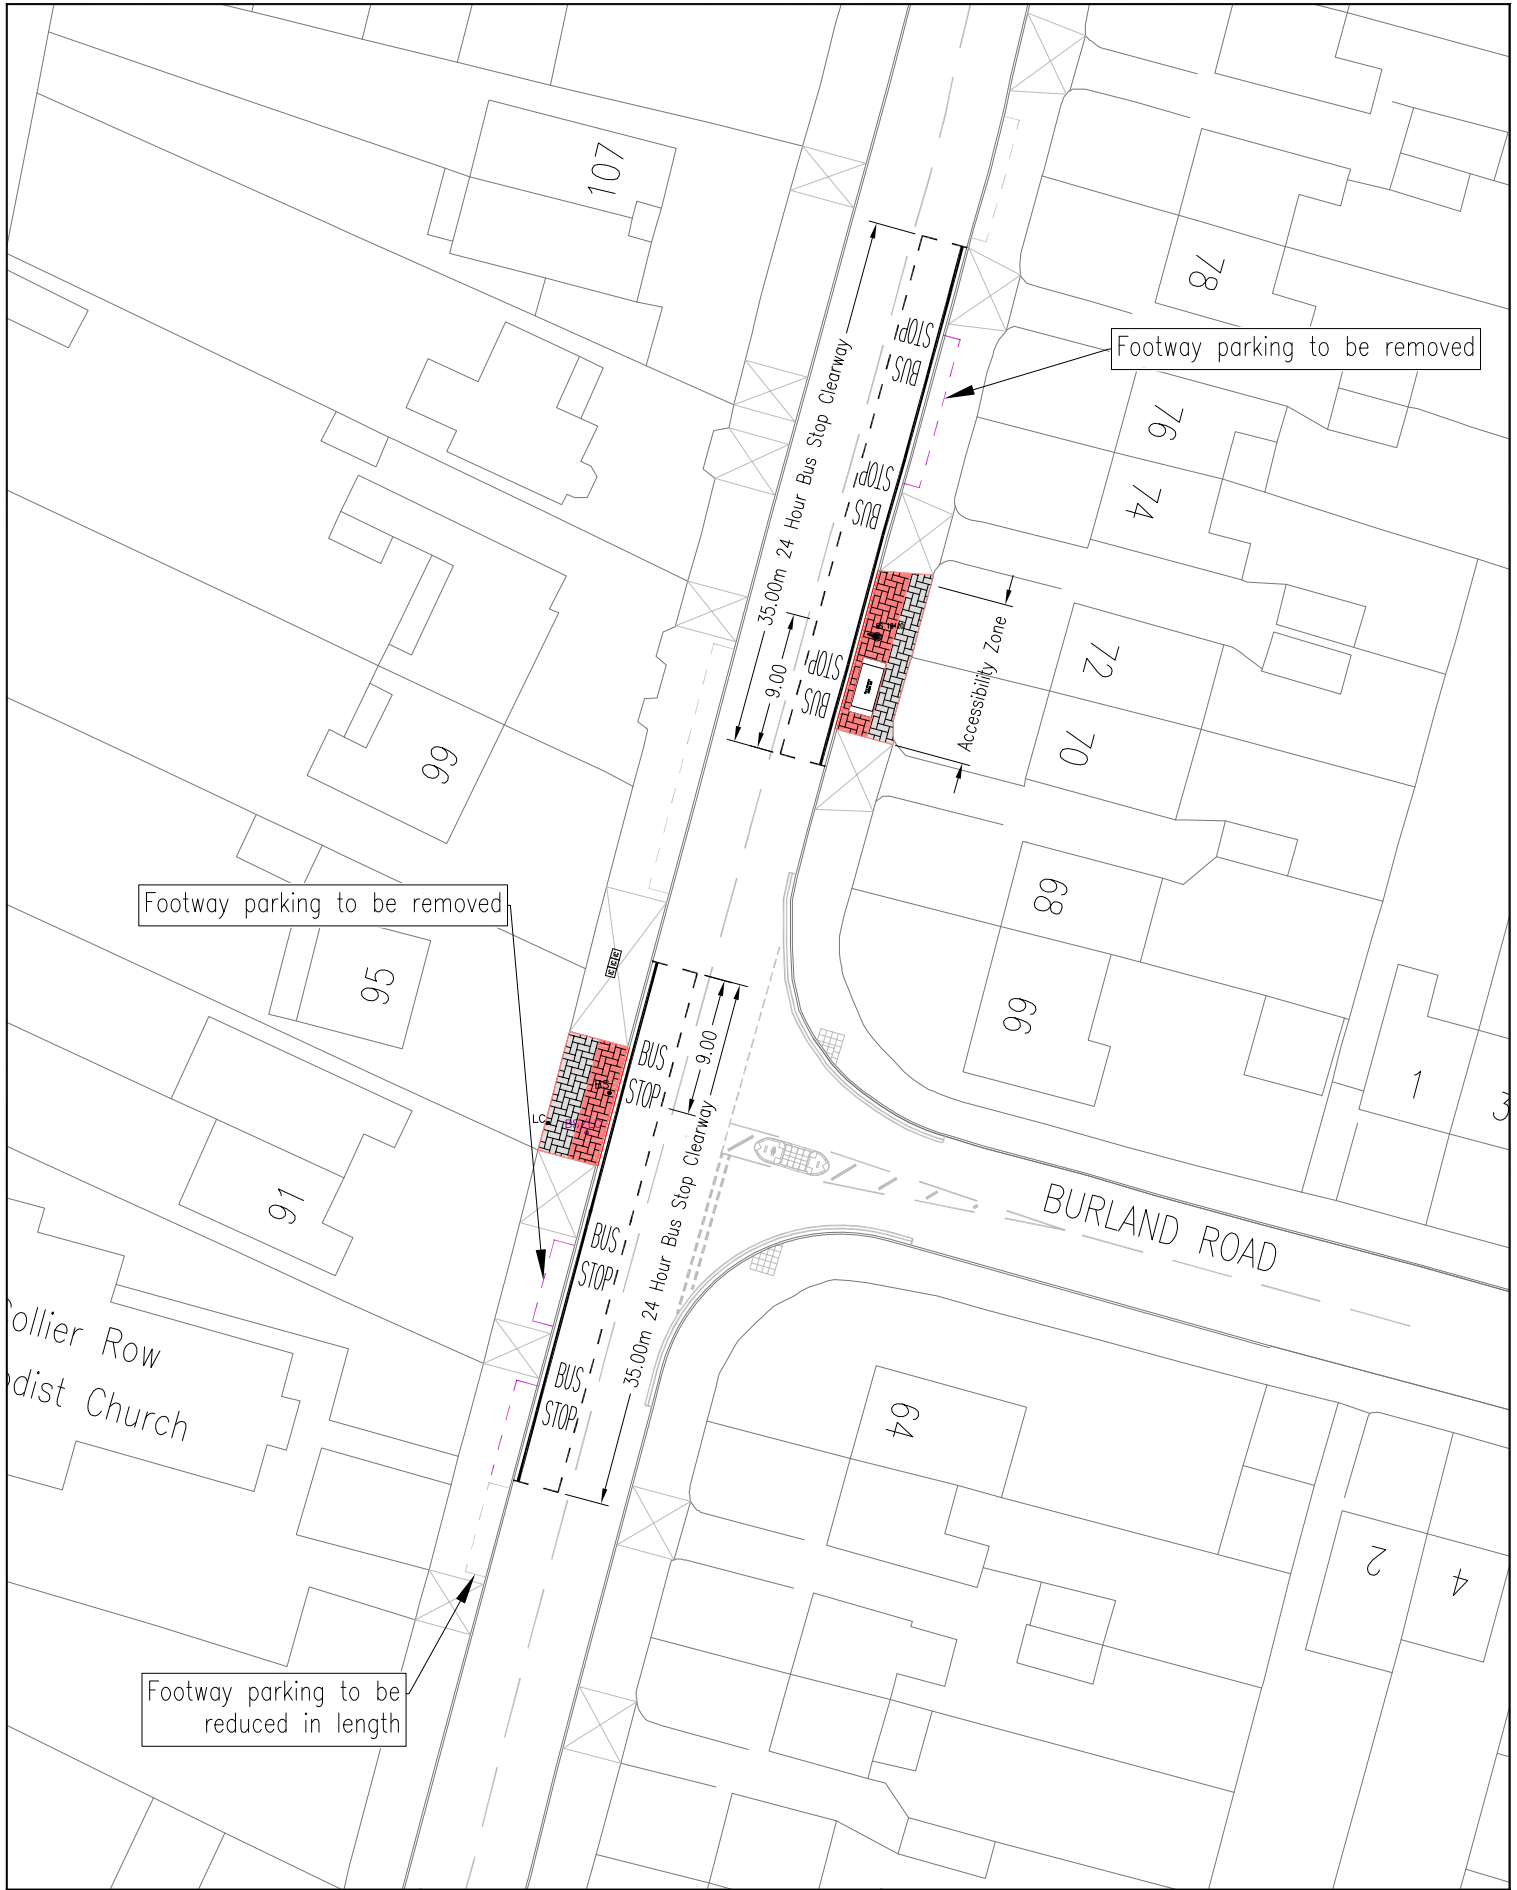 107
78
STOP
BUS
Footway parking to be removed
35.00m 24 Hour Bus Stop Clearway
76
STOP
BUS
74
9.00
Accessibility Zone
STOP
BUS
72
70
99
Footway parking to be removed
68
95
66
BUS
STOP
9.00
LC
1
3
35.00m 24 Hour Bus Stop Clearway
91
BUS
STOP
BURLAND ROAD
ollier Row
dist Church
BUS
STOP
64
2
4
Footway parking to be
reduced in length